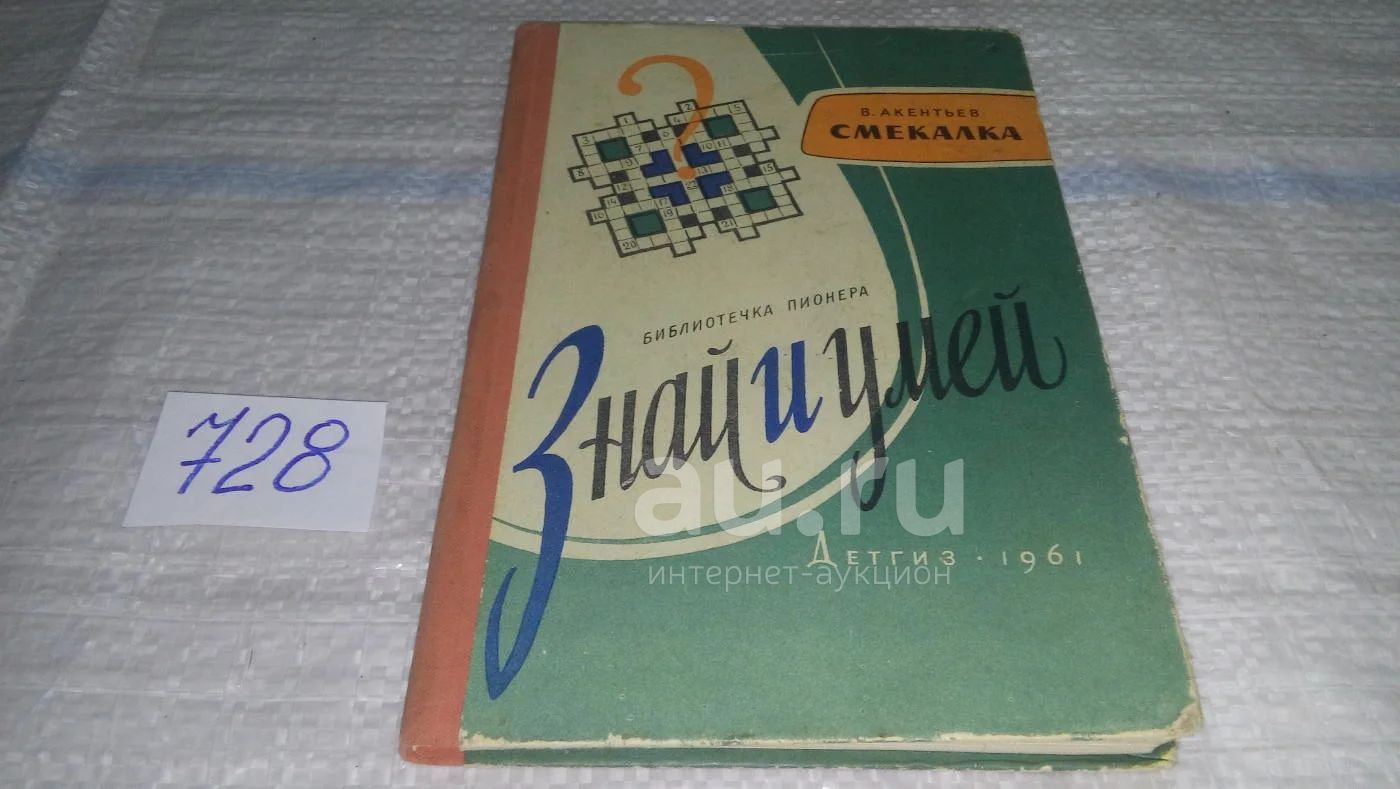 В. АКЕНТЬЕВ
СМЕКАЛКА
БИБЛИОТЕЧКА ПИОНЕРА
Знай и умей
ДЕТГИЗ · 1961
728
au.ru
интернет-аукцион